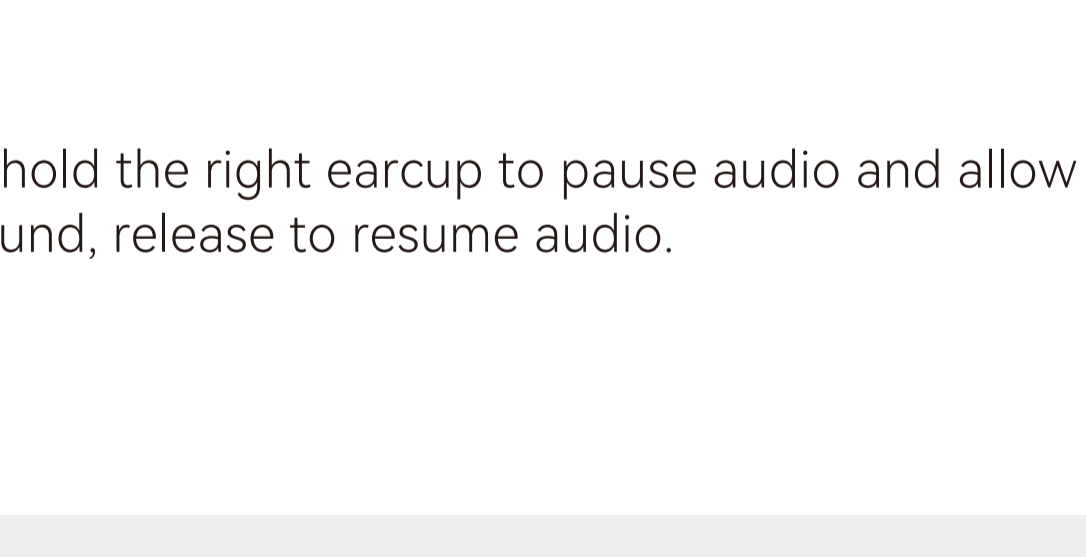 hold the right earcup to pause audio and allow
und, release to resume audio.